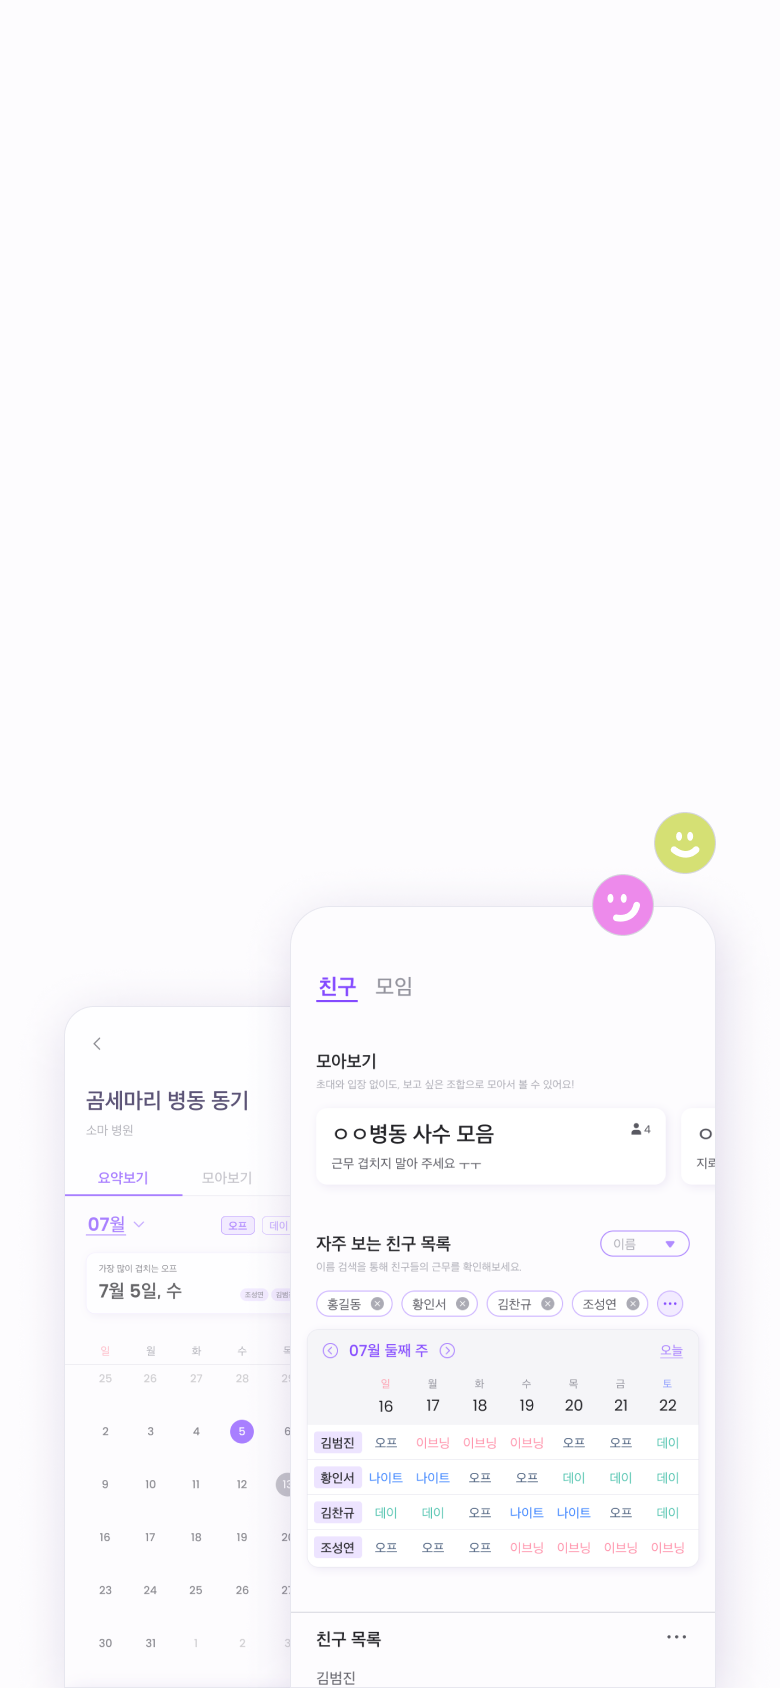 친구 모임
모아보기
초대와 입장 없이도, 보고 싶은 조합으로 모아서 볼 수 있어요!
ㅇㅇ병동 사수 모음
4
근무 겹치지 말아 주세요 ㅜㅜ
자주 보는 친구 목록
이름
이름 검색을 통해 친구들의 근무를 확인해보세요.
홍길동 황인서 김찬규 조성연
07월 둘째 주
오늘
일 월 화 수 목 금 토
16 17 18 19 20 21 22
김범진 오프 이브닝 이브닝 이브닝 오프 오프 데이
황인서 나이트 나이트 오프 오프 데이 데이 데이
김찬규 데이 데이 오프 나이트 나이트 오프 데이
조성연 오프 오프 오프 이브닝 이브닝 이브닝 이브닝
친구 목록
김범진
곰세마리 병동 동기
소마 병원
요약보기 모아보기
07월
오프 데이
가장 많이 겹치는 오프
7월 5일, 수
조성연
일 월 화 수
25 26 27 28
2 3 4 5 6
9 10 11 12 13
16 17 18 19
23 24 25 26
30 31 1 2